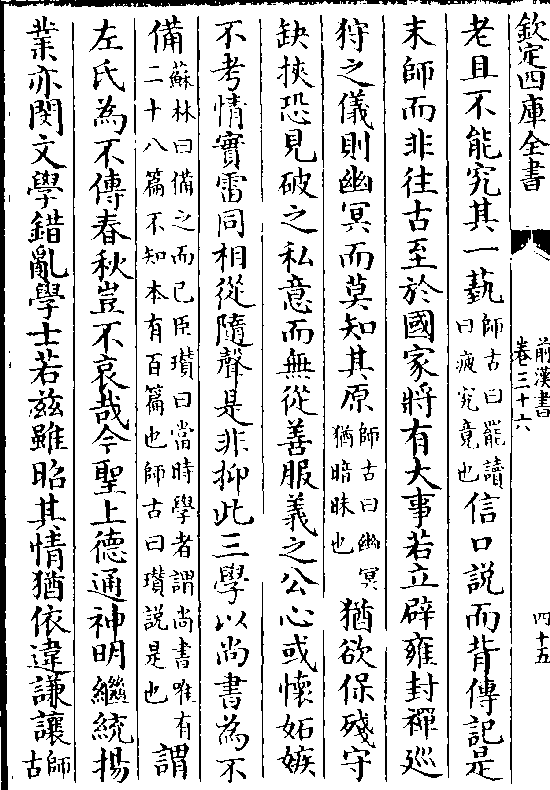 欽定四庫全書
前漢書
卷三十六
四十五
老且不能究其一藝師古曰罷讀曰疲究竟也信口説而背傳記是
末師而非往古至於國家將有大事若立辟雍封禪巡
狩之儀則幽冥而莫知其原師古曰幽冥猶暗昧也猶欲保殘守
缺挾恐見破之私意而無從善服義之公心或懷妬嫉
不考情實雷同相從隨聲是非抑此三學以尚書為不
備蘇林曰備之而已臣瓚曰當時學者謂尚書唯有二十八篇不知本有百篇也師古曰瓚説是也謂
左氏為不傳春秋豈不哀哉今聖上德通神明繼統揚
業亦閔文學錯亂學士若茲雖昭其情猶依違謙讓師古